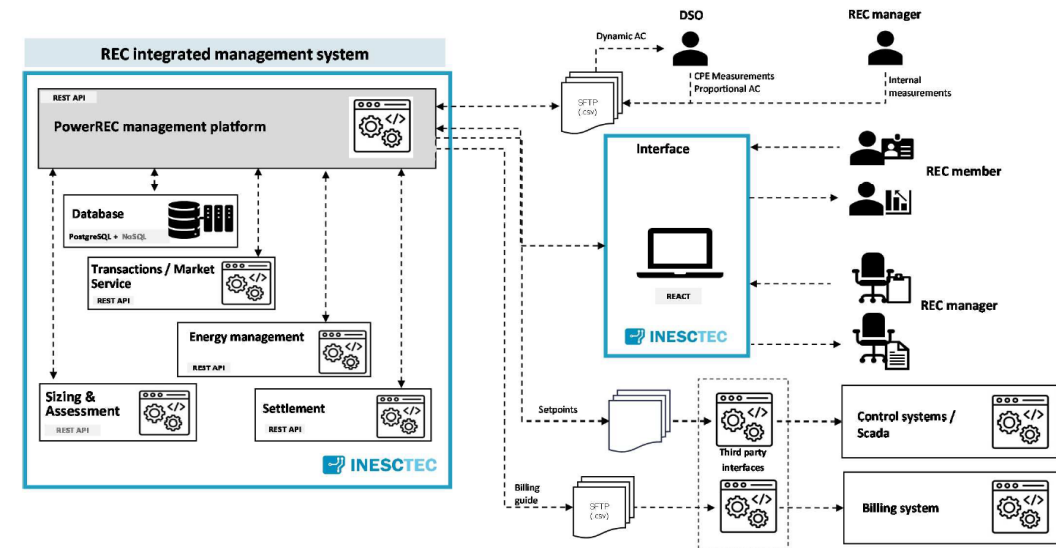 REC integrated management system
REST API
PowerREC management platform
Database
PostgreSQL + NoSQL
Transactions / Market
Service
REST API
Energy management
REST API
Sizing &
Assessment
REST API
Settlement
REST API
INESCTEC
DSO
REC manager
Dynamic AC
CPE Measurements
Proportional AC
Internal
measurements
SFTP
(.csv)
Interface
REACT
INESCTEC
REC member
REC manager
Setpoints
Third party
interfaces
Control systems /
Scada
Billing
guide
SFTP
(.csv)
Billing system